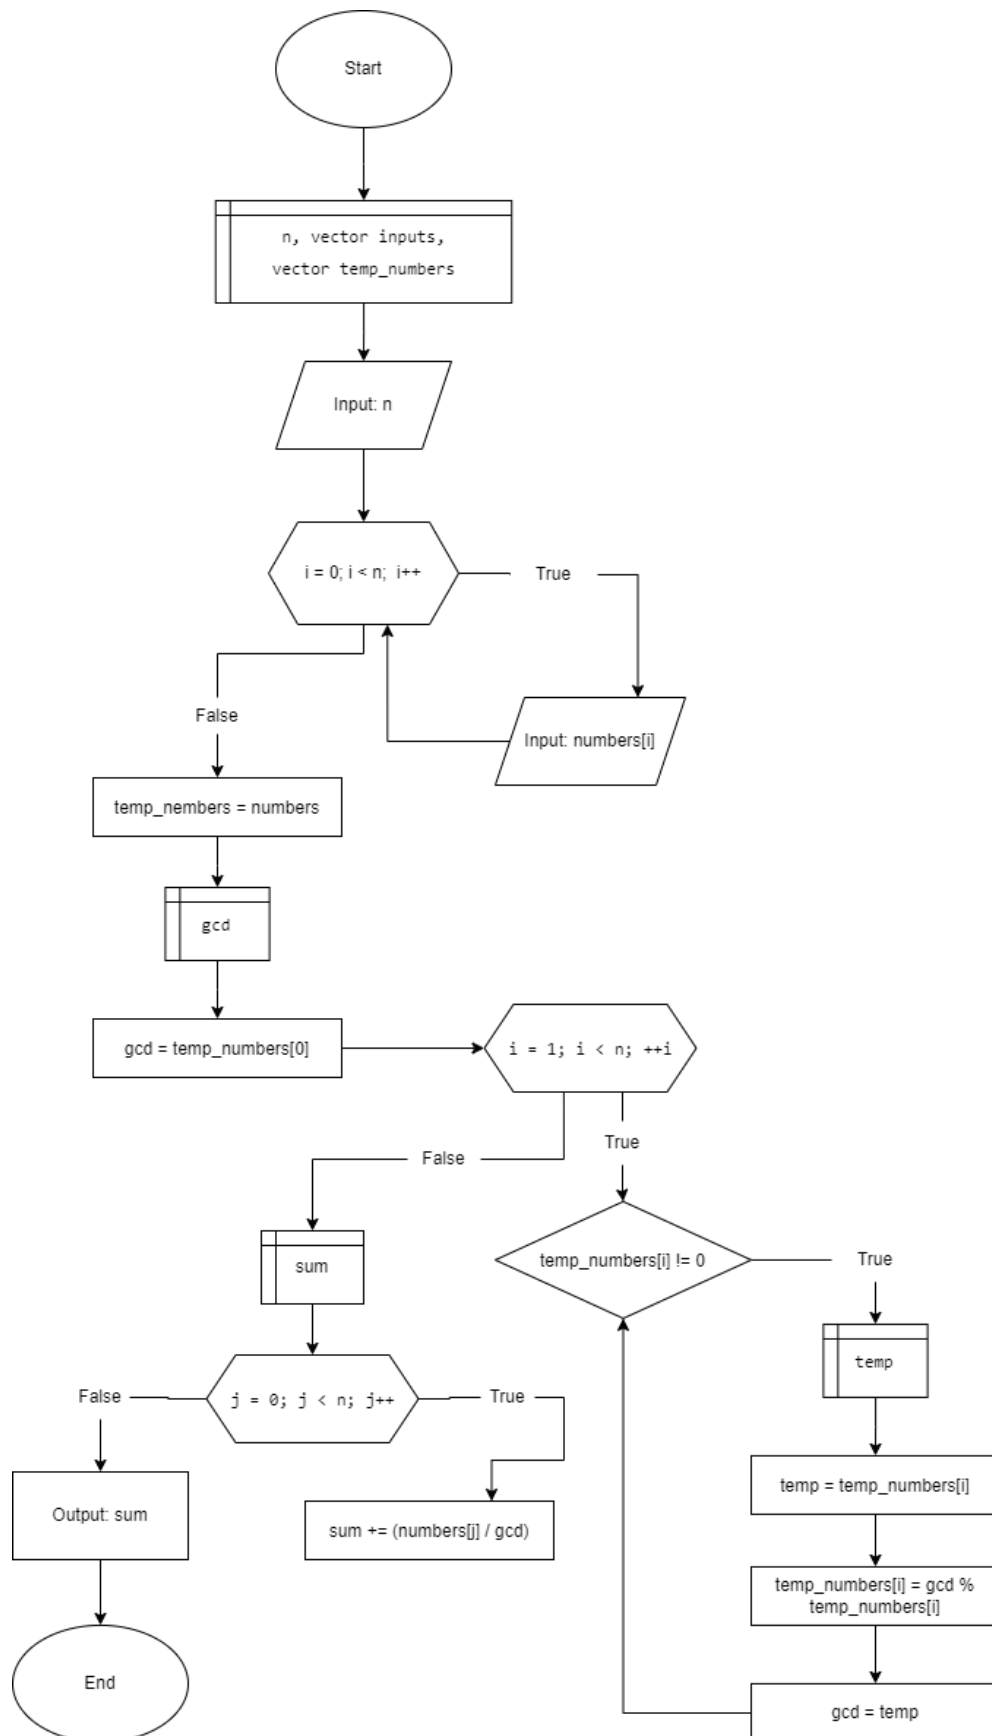 Start
n, vector inputs,
vector temp_numbers
Input: n
i = 0; i < n; i++
True
Input: numbers[i]
False
temp_nembers = numbers
gcd
gcd = temp_numbers[0]
i = 1; i < n; ++i
True
False
temp_numbers[i] != 0
True
sum
temp
j = 0; j < n; j++
False
True
temp = temp_numbers[i]
Output: sum
sum += (numbers[j] / gcd)
temp_numbers[i] = gcd %
temp_numbers[i]
End
gcd = temp